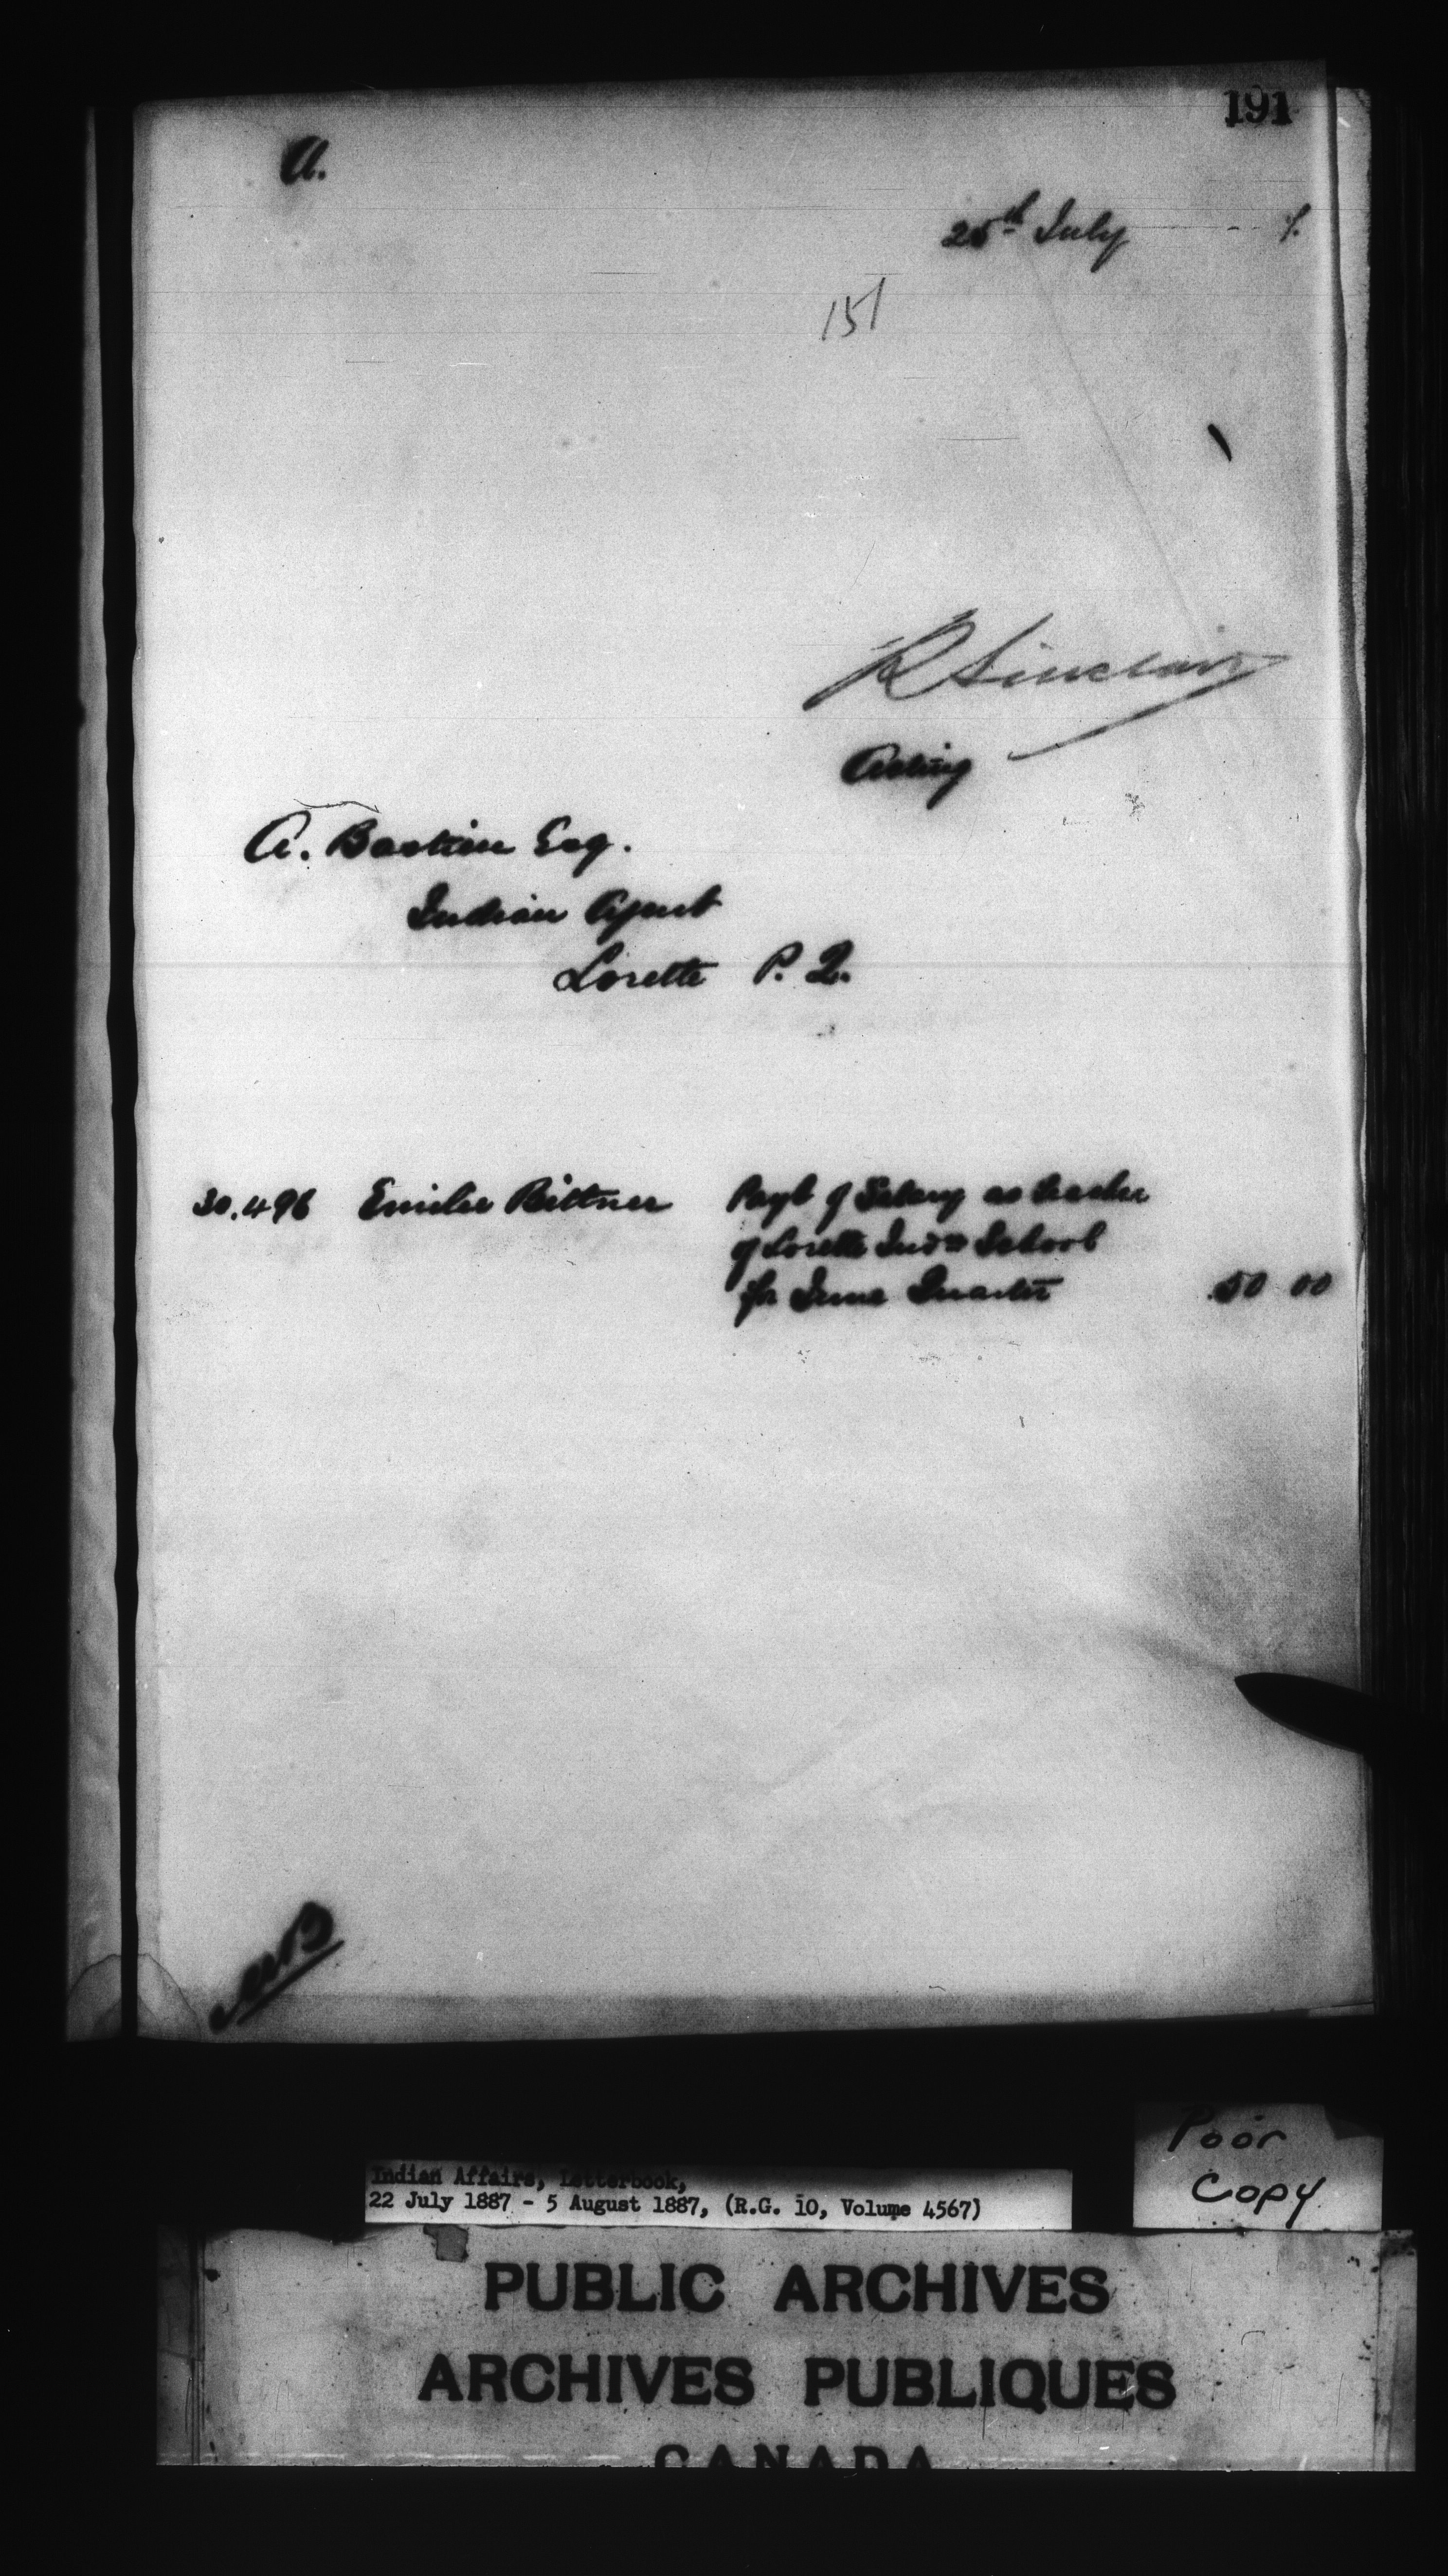 191
A.
25th July
151
R Sinclair
Acting
A. Bastien Esq.
Indian Agent
Lorette P. Q.
30.496 Emilie Bittner Payt of Salary as teacher
of Lorette Indn School
for June Quarter 50 00
Poor
Copy
Indian Affairs, Letterbook,
22 July 1887 - 5 August 1887, (R.G. 10, Volume 4567)
PUBLIC ARCHIVES
ARCHIVES PUBLIQUES
CANADA